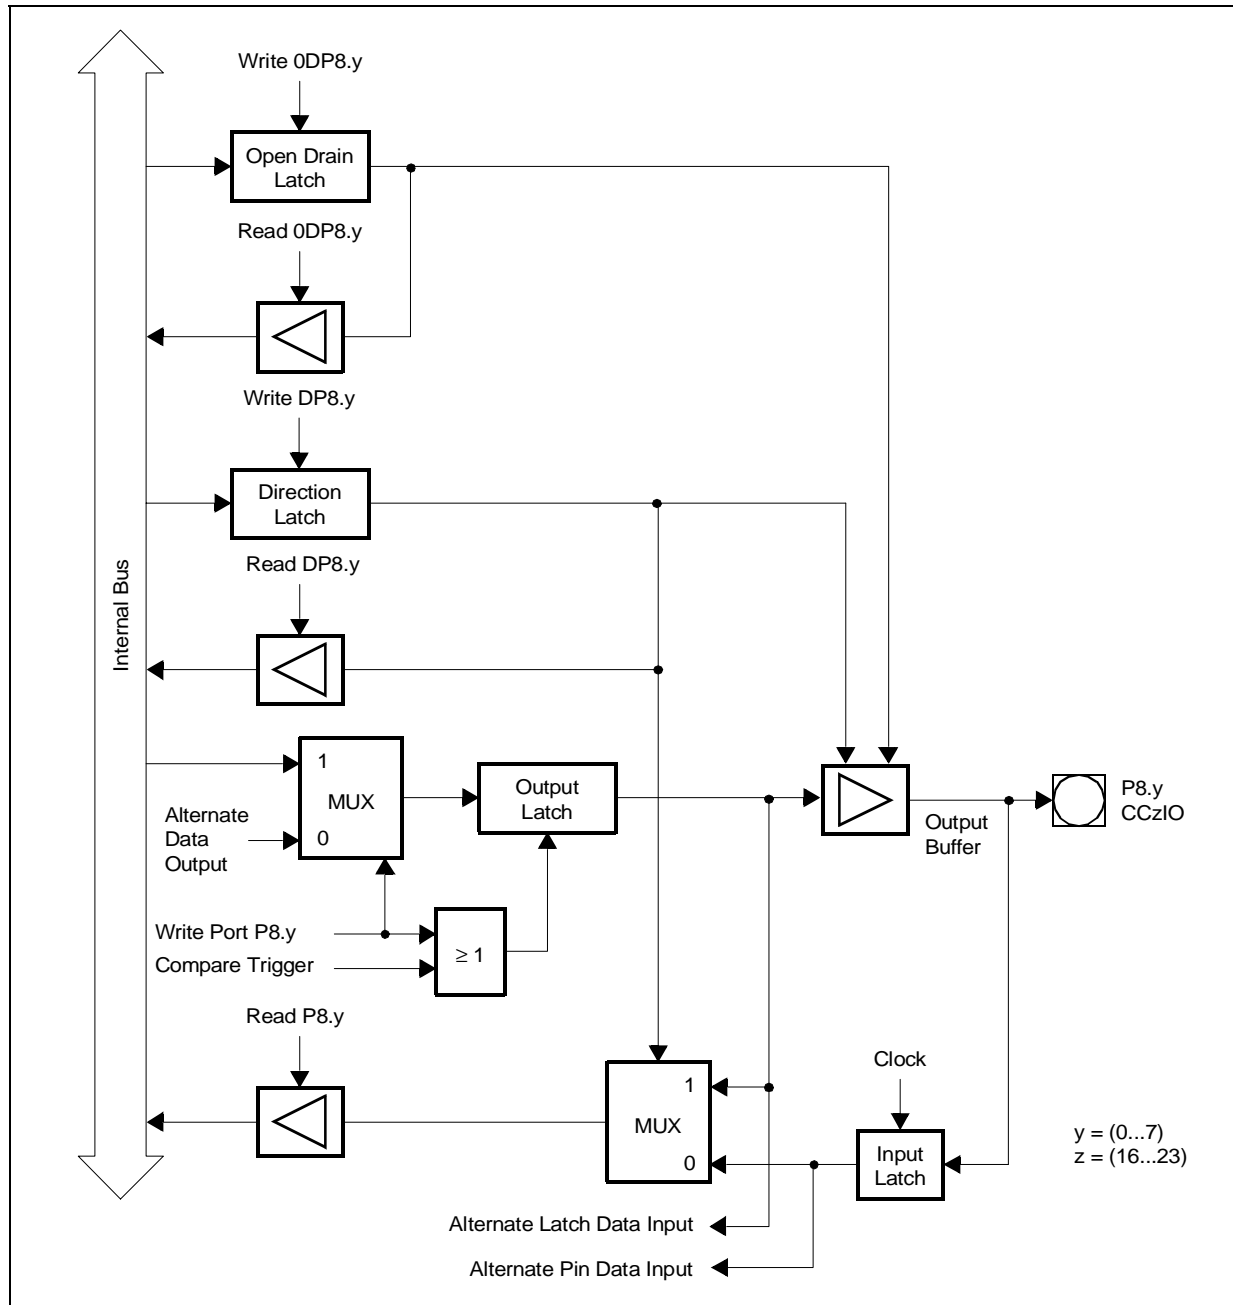 Write 0DP8.y
Open Drain
Latch
Read 0DP8.y
Write DP8.y
Direction
Latch
Internal Bus
Read DP8.y
1
MUX
0
Alternate
Data
Output
Output
Latch
Output
Buffer
P8.y
CCzIO
Write Port P8.y
Compare Trigger
≥ 1
Read P8.y
1
MUX
0
Clock
Input
Latch
y = (0...7)
z = (16...23)
Alternate Latch Data Input
Alternate Pin Data Input